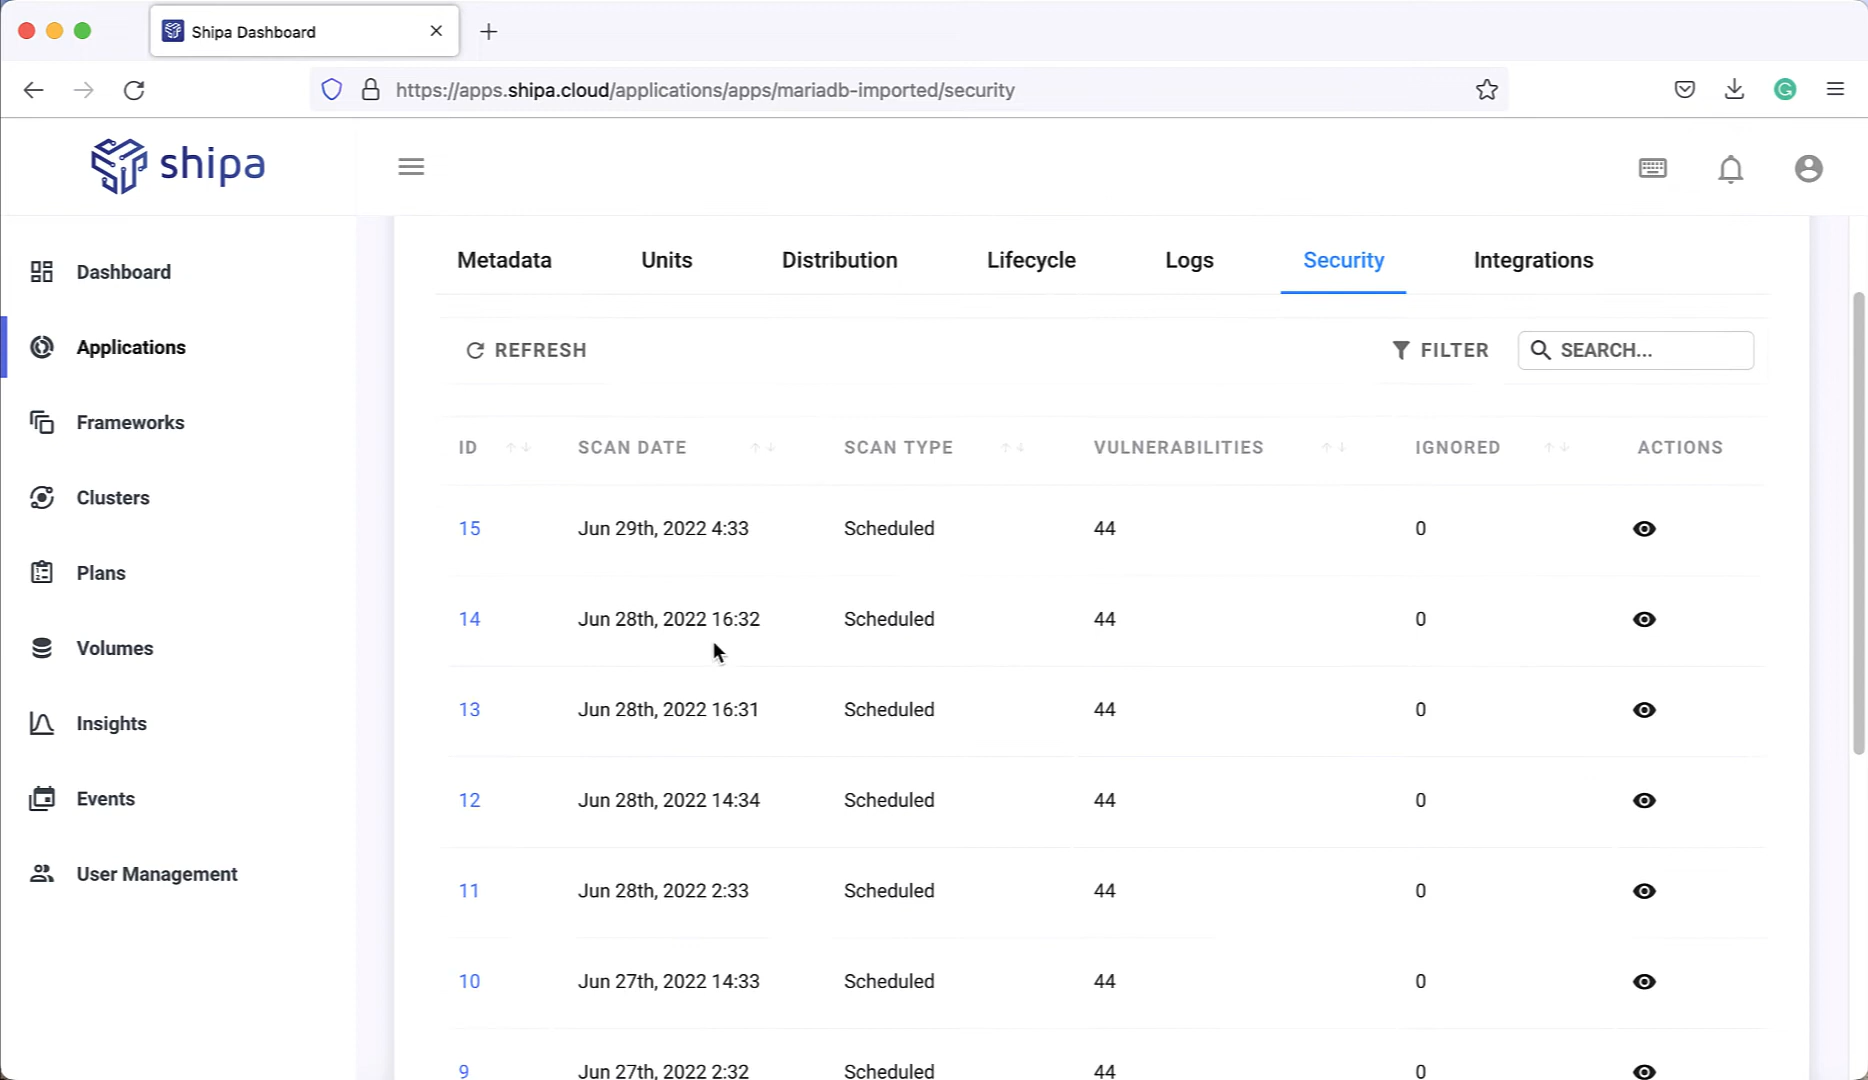 Shipa Dashboard
https://apps.shipa.cloud/applications/apps/mariadb-imported/security
shipa
Dashboard
Applications
Frameworks
Clusters
Plans
Volumes
Insights
Events
User Management
Metadata Units Distribution Lifecycle Logs Security Integrations
REFRESH FILTER SEARCH...
ID SCAN DATE SCAN TYPE VULNERABILITIES IGNORED ACTIONS
15 Jun 29th, 2022 4:33 Scheduled 44 0
14 Jun 28th, 2022 16:32 Scheduled 44 0
13 Jun 28th, 2022 16:31 Scheduled 44 0
12 Jun 28th, 2022 14:34 Scheduled 44 0
11 Jun 28th, 2022 2:33 Scheduled 44 0
10 Jun 27th, 2022 14:33 Scheduled 44 0
9 Jun 27th, 2022 2:32 Scheduled 44 0